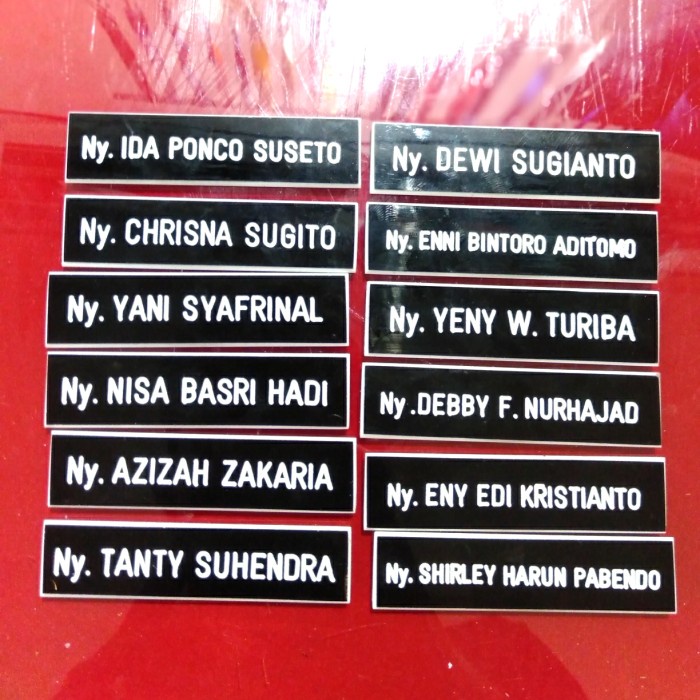 Ny. IDA PONCO SUSETO
Ny. CHRISNA SUGITO
Ny. YANI SYAFRINAL
Ny. NISA BASRI HADI
Ny. AZIZAH ZAKARIA
Ny. TANTY SUHENDRA
Ny. DEWI SUGIANTO
Ny. ENNI BINTORO ADITOMO
Ny. YENY W. TURIBA
Ny.DEBBY F. NURHAJAD
Ny. ENY EDI KRISTIANTO
Ny. SHIRLEY HARUN PABENDO